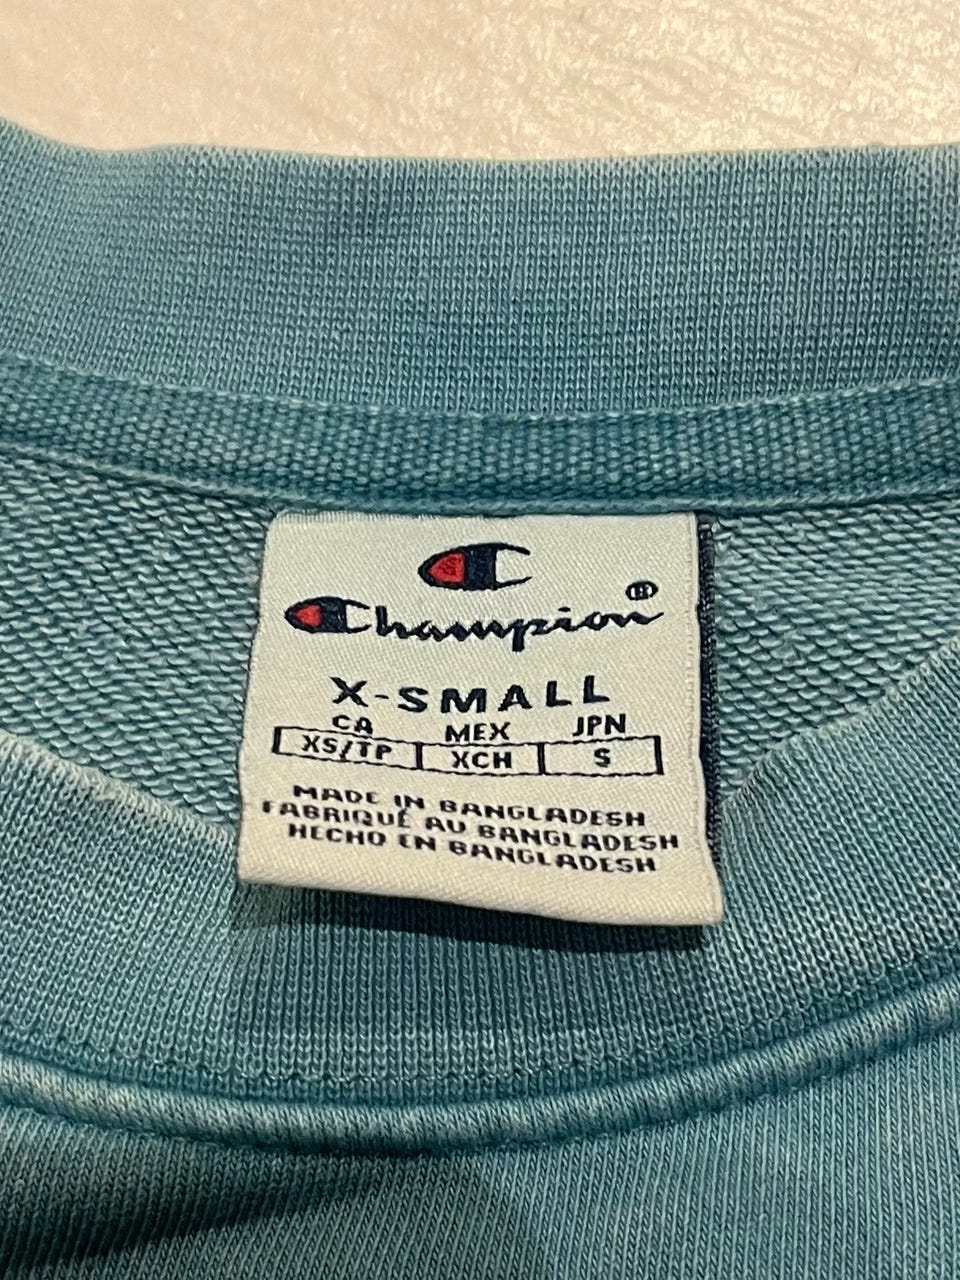 Champion®
X-SMALL
CA MEX JPN
XS/TP XCH S
MADE IN BANGLADESH
FABRIQUÉ AU BANGLADESH
HECHO EN BANGLADESH